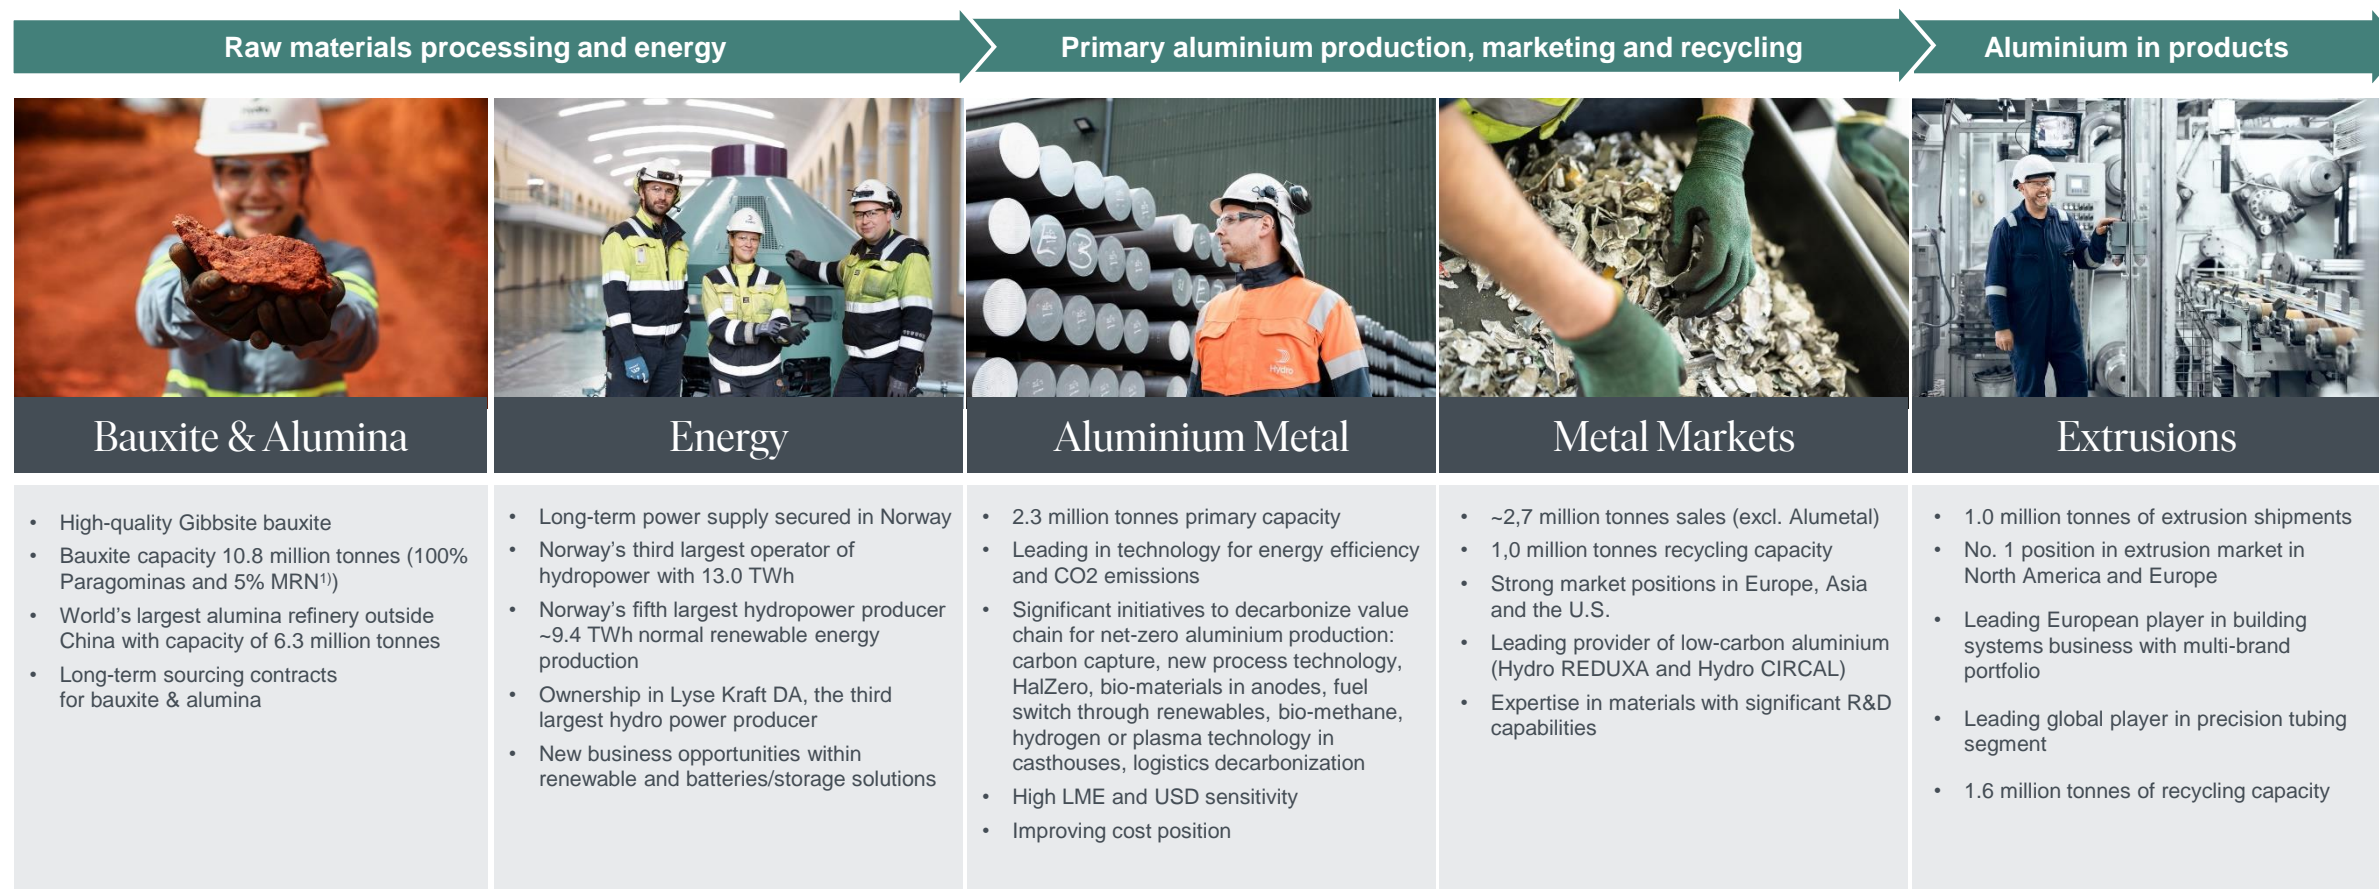 Raw materials processing and energy
Primary aluminium production, marketing and recycling
Aluminium in products
Hydro
Bauxite & Alumina
Energy
Aluminium Metal
Metal Markets
Extrusions
• High-quality Gibbsite bauxite
• Bauxite capacity 10.8 million tonnes (100%
Paragominas and 5% MRN¹⁾)
• World's largest alumina refinery outside
China with capacity of 6.3 million tonnes
• Long-term sourcing contracts
for bauxite & alumina
• Long-term power supply secured in Norway
• Norway's third largest operator of
hydropower with 13.0 TWh
• Norway's fifth largest hydropower producer
~9.4 TWh normal renewable energy
production
• Ownership in Lyse Kraft DA, the third
largest hydro power producer
• New business opportunities within
renewable and batteries/storage solutions
• 2.3 million tonnes primary capacity
• Leading in technology for energy efficiency
and CO2 emissions
• Significant initiatives to decarbonize value
chain for net-zero aluminium production:
carbon capture, new process technology,
HalZero, bio-materials in anodes, fuel
switch through renewables, bio-methane,
hydrogen or plasma technology in
casthouses, logistics decarbonization
• High LME and USD sensitivity
• Improving cost position
• ~2,7 million tonnes sales (excl. Alumetal)
• 1,0 million tonnes recycling capacity
• Strong market positions in Europe, Asia
and the U.S.
• Leading provider of low-carbon aluminium
(Hydro REDUXA and Hydro CIRCAL)
• Expertise in materials with significant R&D
capabilities
• 1.0 million tonnes of extrusion shipments
• No. 1 position in extrusion market in
North America and Europe
• Leading European player in building
systems business with multi-brand
portfolio
• Leading global player in precision tubing
segment
• 1.6 million tonnes of recycling capacity